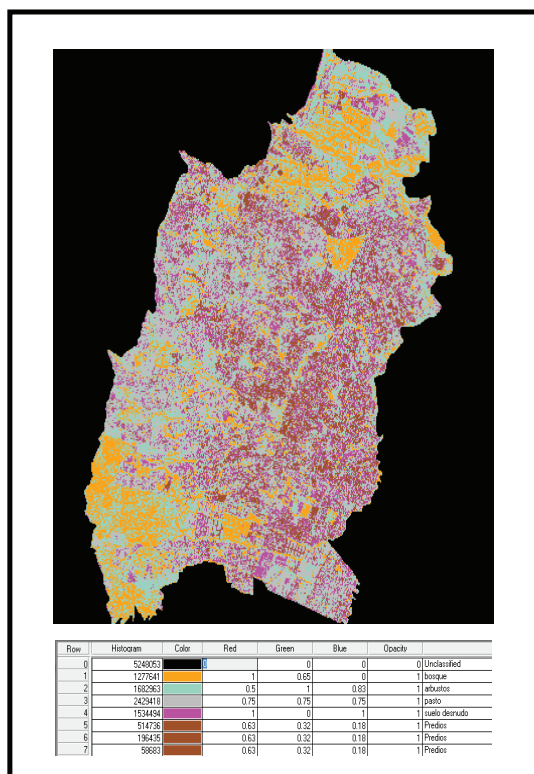 Row Histogram Color Red Green Blue Opacity
0 5248053 0 0 0 0 Unclassified
1 1277641 1 0.65 0 1 bosque
2 1682963 0.5 1 0.83 1 arbustos
3 2429418 0.75 0.75 0.75 1 pasto
4 1534494 1 0 1 1 suelo desnudo
5 514736 0.63 0.32 0.18 1 Predios
6 196435 0.63 0.32 0.18 1 Predios
7 58683 0.63 0.32 0.18 1 Predios